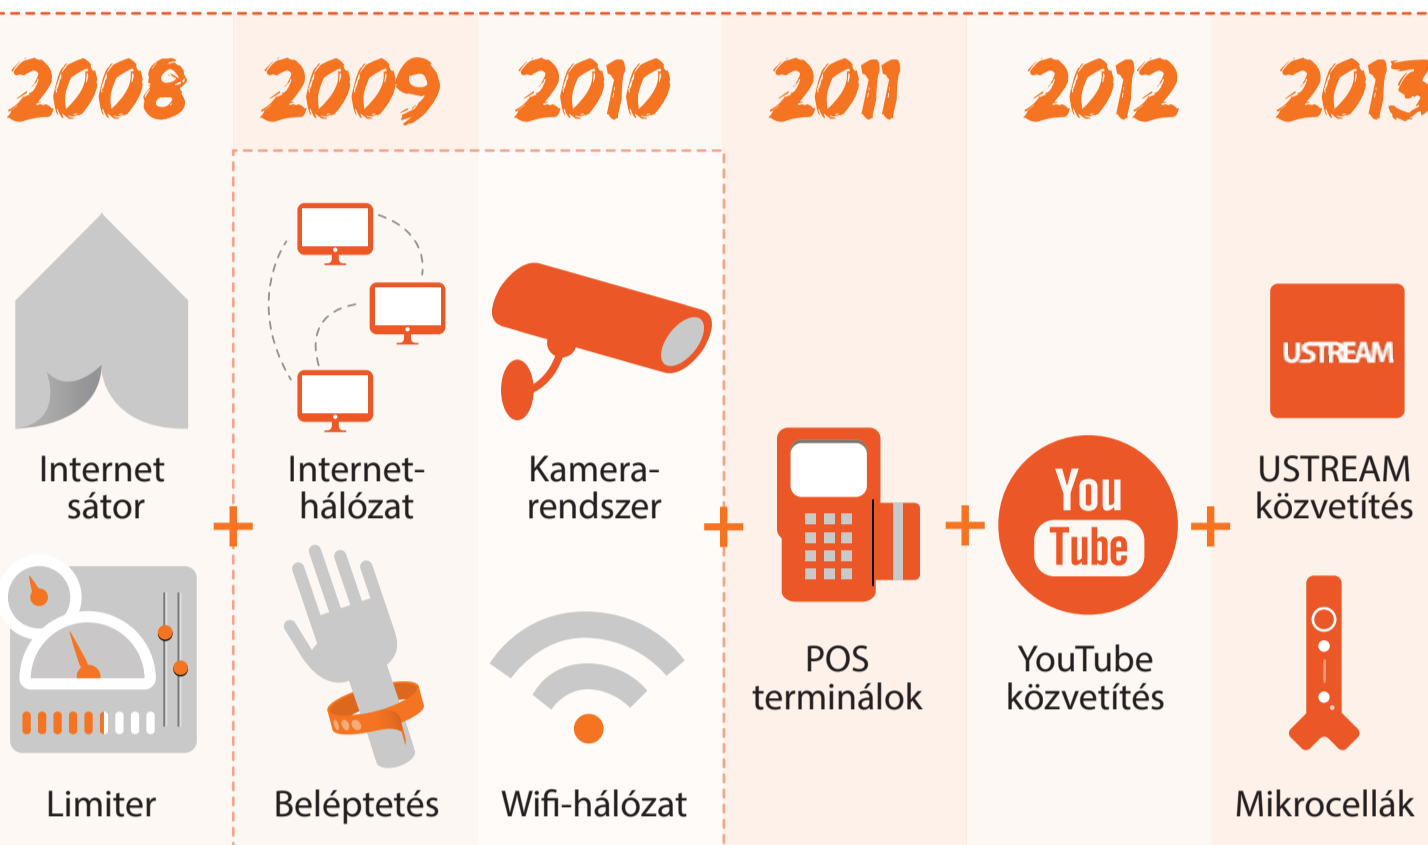 2008
2009
2010
2011
2012
2013
Internet
sátor
Limiter
Internet-
hálózat
Beléptetés
Kamera-
rendszer
Wifi-hálózat
POS
terminálok
You
Tube
YouTube
közvetítés
USTREAM
USTREAM
közvetítés
Mikrocellák